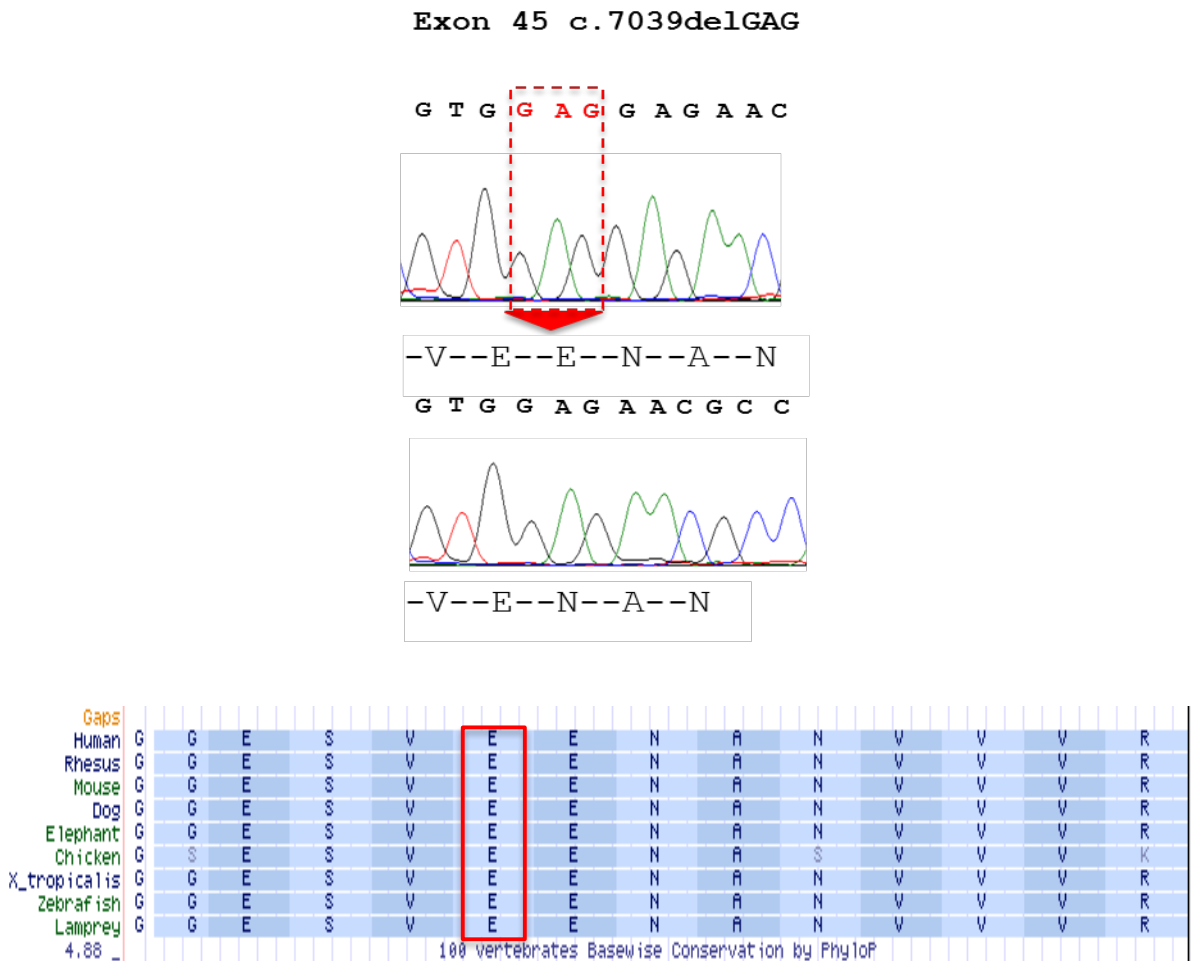 Exon 45 c.7039delGAG
G T G G A G G A G A A C
-V--E--E--N--A--N
G T G G A G A A C G C C
-V--E--N--A--N
Gaps
Human G G E S V E E N A N V V V R
Rhesus G G E S V E E N A N V V V R
Mouse G G E S V E E N A N V V V R
Dog G G E S V E E N A N V V V R
Elephant G G E S V E E N A N V V V R
Chicken G S E S V E E N A S V V V K
X_tropicalis G G E S V E E N A N V V V R
Zebrafish G G E S V E E N A N V V V R
Lamprey G G E S V E E N A N V V V R
4.88 _ 100 vertebrates Basewise Conservation by PhyloP